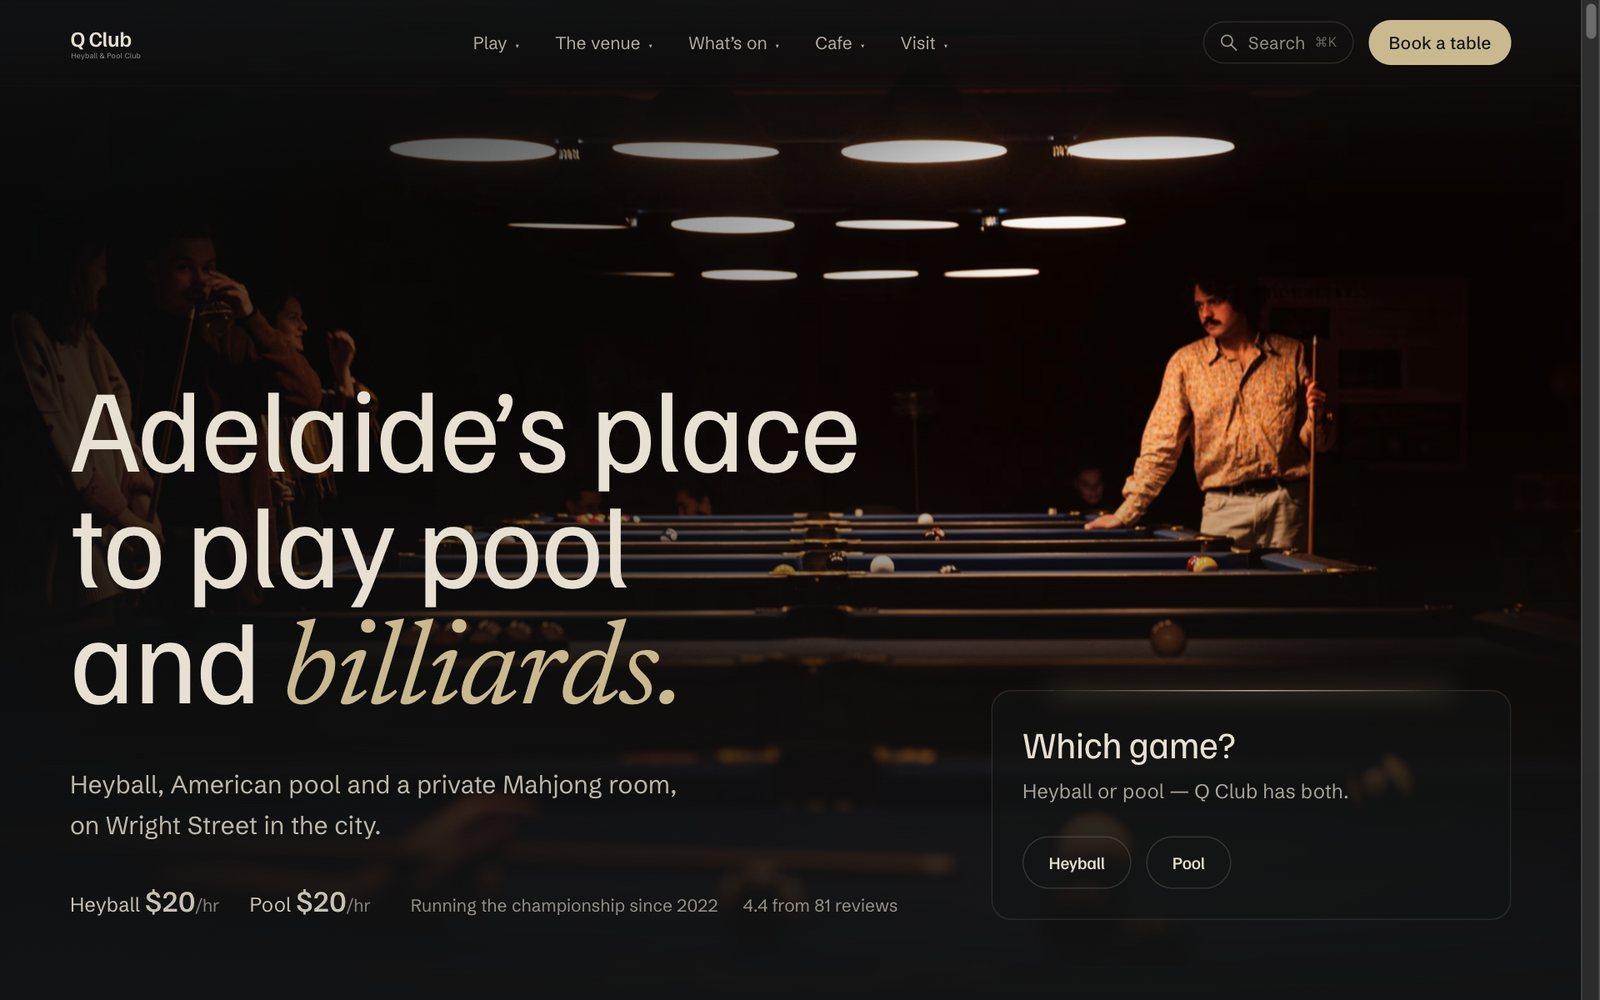 Q Club
Heyball & Pool Club
Play
The venue
What's on
Cafe
Visit
Search ⌘K
Book a table
Adelaide's place
to play pool
and billiards.
Heyball, American pool and a private Mahjong room,
on Wright Street in the city.
Heyball $20/hr
Pool $20/hr
Running the championship since 2022
4.4 from 81 reviews
Which game?
Heyball or pool — Q Club has both.
Heyball
Pool